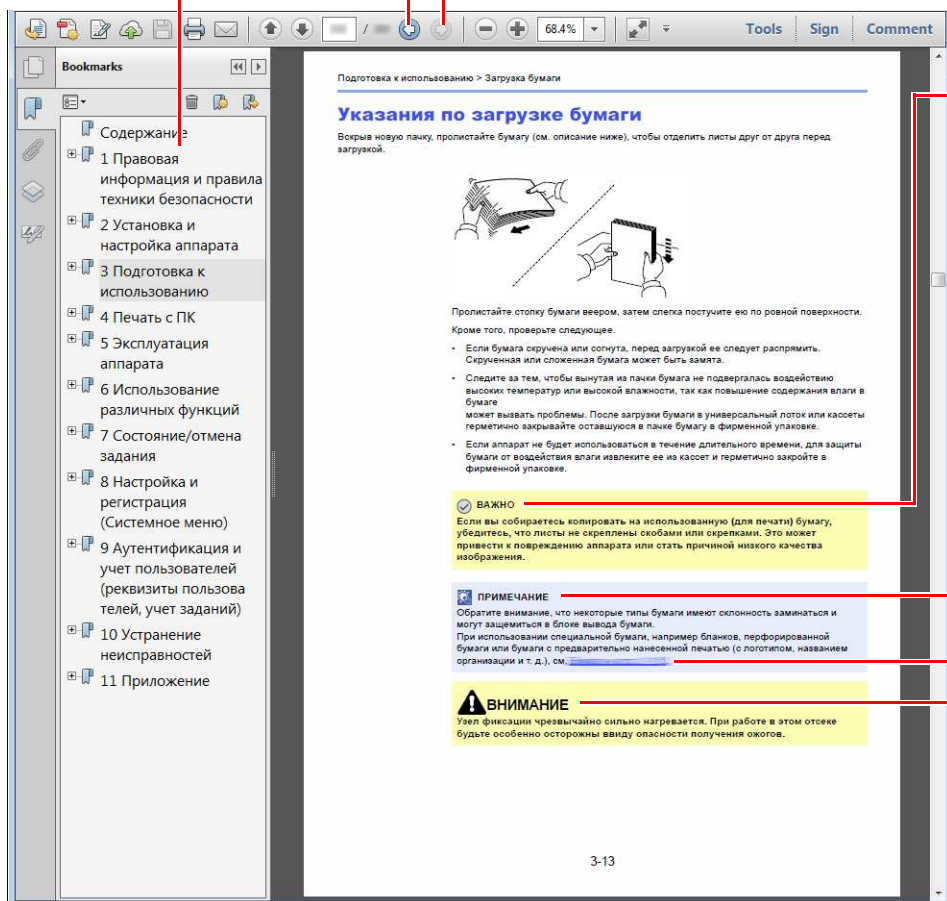 /
68.4%
Tools
Sign
Comment
Bookmarks
Содержание
1 Правовая
информация и правила
техники безопасности
2 Установка и
настройка аппарата
3 Подготовка к
использованию
4 Печать с ПК
5 Эксплуатация
аппарата
6 Использование
различных функций
7 Состояние/отмена
задания
8 Настройка и
регистрация
(Системное меню)
9 Аутентификация и
учет пользователей
(реквизиты пользова
телей, учет заданий)
10 Устранение
неисправностей
11 Приложение
Подготовка к использованию > Загрузка бумаги
Указания по загрузке бумаги
Вскрыв новую пачку, пролистайте бумагу (см. описание ниже), чтобы отделить листы друг от друга перед
загрузкой.
Пролистайте стопку бумаги веером, затем слегка постучите ею по ровной поверхности.
Кроме того, проверьте следующее.
• Если бумага скручена или согнута, перед загрузкой ее следует распрямить.
Скрученная или сложенная бумага может быть замята.
• Следите за тем, чтобы вынутая из пачки бумага не подвергалась воздействию
высоких температур или высокой влажности, так как повышение содержания влаги в
бумаге
может вызвать проблемы. После загрузки бумаги в универсальный лоток или кассеты
герметично закрывайте оставшуюся в пачке бумагу в фирменной упаковке.
• Если аппарат не будет использоваться в течение длительного времени, для защиты
бумаги от воздействия влаги извлеките ее из кассет и герметично закройте в
фирменной упаковке.
ВАЖНО
Если вы собираетесь копировать на использованную (для печати) бумагу,
убедитесь, что листы не скреплены скобами или скрепками. Это может
привести к повреждению аппарата или стать причиной низкого качества
изображения.
ПРИМЕЧАНИЕ
Обратите внимание, что некоторые типы бумаги имеют склонность заминаться и
могут защемиться в блоке вывода бумаги.
При использовании специальной бумаги, например бланков, перфорированной
бумаги или бумаги с предварительно нанесенной печатью (с логотипом, названием
организации и т. д.), см.
ВНИМАНИЕ
Узел фиксации чрезвычайно сильно нагревается. При работе в этом отсеке
будьте особенно осторожны ввиду опасности получения ожогов.
3-13